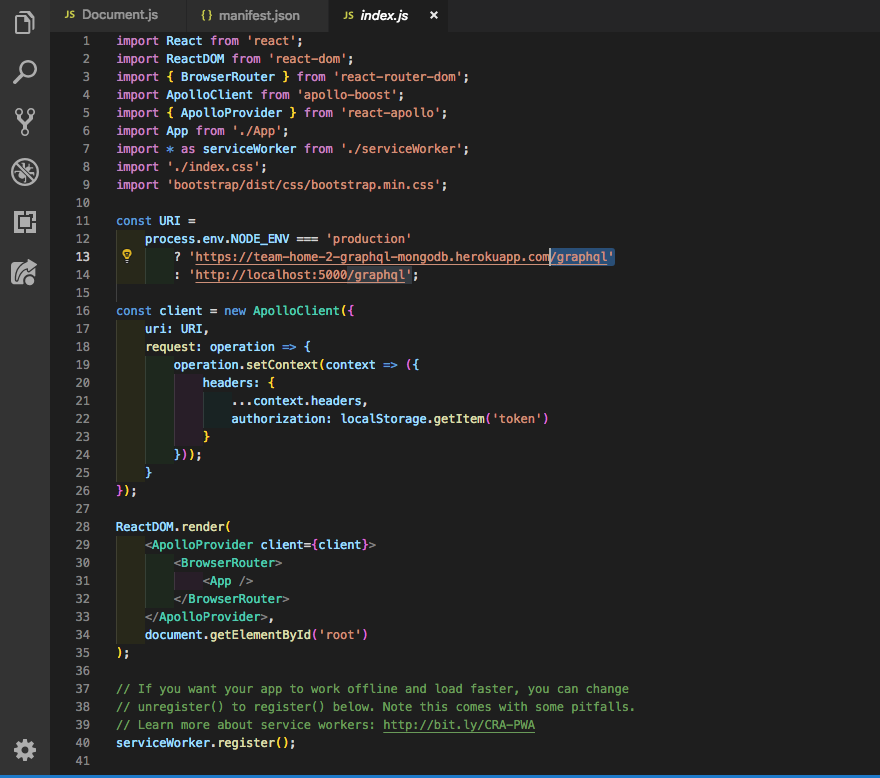 JS Document.js {} manifest.json JS index.js ×
1 import React from 'react';
2 import ReactDOM from 'react-dom';
3 import { BrowserRouter } from 'react-router-dom';
4 import ApolloClient from 'apollo-boost';
5 import { ApolloProvider } from 'react-apollo';
6 import App from './App';
7 import * as serviceWorker from './serviceWorker';
8 import './index.css';
9 import 'bootstrap/dist/css/bootstrap.min.css';
10
11 const URI =
12     process.env.NODE_ENV === 'production'
13         ? 'https://team-home-2-graphql-mongodb.herokuapp.com/graphql'
14         : 'http://localhost:5000/graphql';
15
16 const client = new ApolloClient({
17     uri: URI,
18     request: operation => {
19         operation.setContext(context => ({
20             headers: {
21                 ...context.headers,
22                 authorization: localStorage.getItem('token')
23             }
24         }));
25     }
26 });
27
28 ReactDOM.render(
29     <ApolloProvider client={client}>
30         <BrowserRouter>
31             <App />
32         </BrowserRouter>
33     </ApolloProvider>,
34     document.getElementById('root')
35 );
36
37 // If you want your app to work offline and load faster, you can change
38 // unregister() to register() below. Note this comes with some pitfalls.
39 // Learn more about service workers: http://bit.ly/CRA-PWA
40 serviceWorker.register();
41